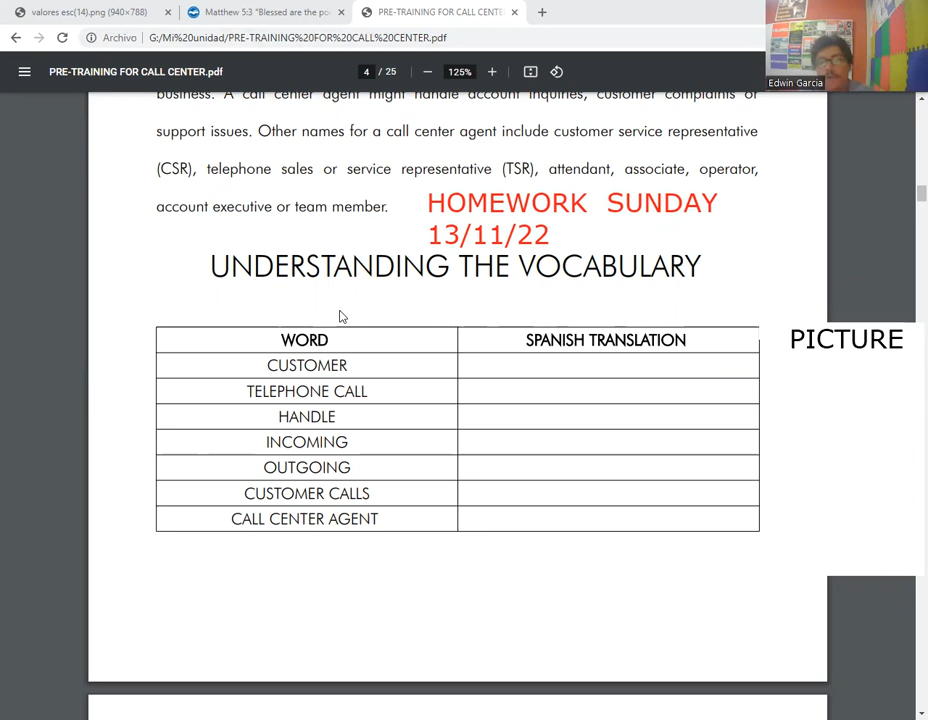 valores esc(14).png (940×788)
Matthew 5:3 "Blessed are the po
PRE-TRAINING FOR CALL CENTE
Archivo
G:/Mi%20unidad/PRE-TRAINING%20FOR%20CALL%20CENTER.pdf
PRE-TRAINING FOR CALL CENTER.pdf
4 / 25
125%
Edwin Garcia
business. A call center agent might handle account inquiries, customer complaints or
support issues. Other names for a call center agent include customer service representative
(CSR), telephone sales or service representative (TSR), attendant, associate, operator,
account executive or team member.
HOMEWORK SUNDAY
13/11/22
UNDERSTANDING THE VOCABULARY
WORD SPANISH TRANSLATION PICTURE
CUSTOMER
TELEPHONE CALL
HANDLE
INCOMING
OUTGOING
CUSTOMER CALLS
CALL CENTER AGENT